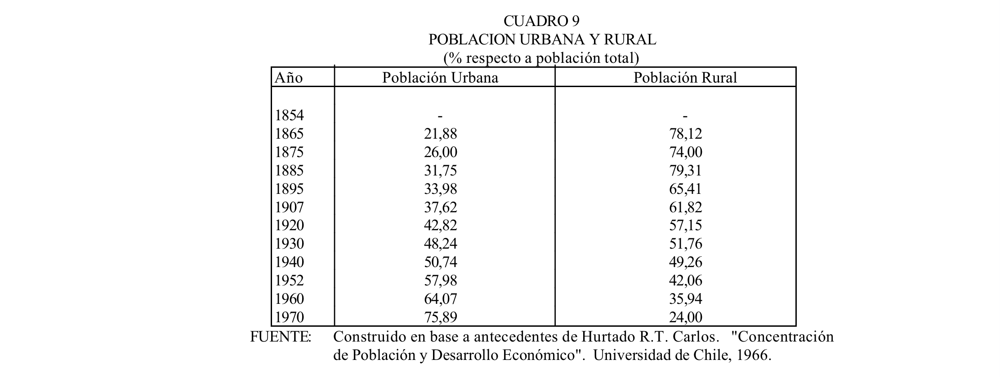 CUADRO 9
POBLACION URBANA Y RURAL
(% respecto a población total)
Año Población Urbana Población Rural
1854 - -
1865 21,88 78,12
1875 26,00 74,00
1885 31,75 79,31
1895 33,98 65,41
1907 37,62 61,82
1920 42,82 57,15
1930 48,24 51,76
1940 50,74 49,26
1952 57,98 42,06
1960 64,07 35,94
1970 75,89 24,00
FUENTE: Construido en base a antecedentes de Hurtado R.T. Carlos. "Concentración
de Población y Desarrollo Económico". Universidad de Chile, 1966.